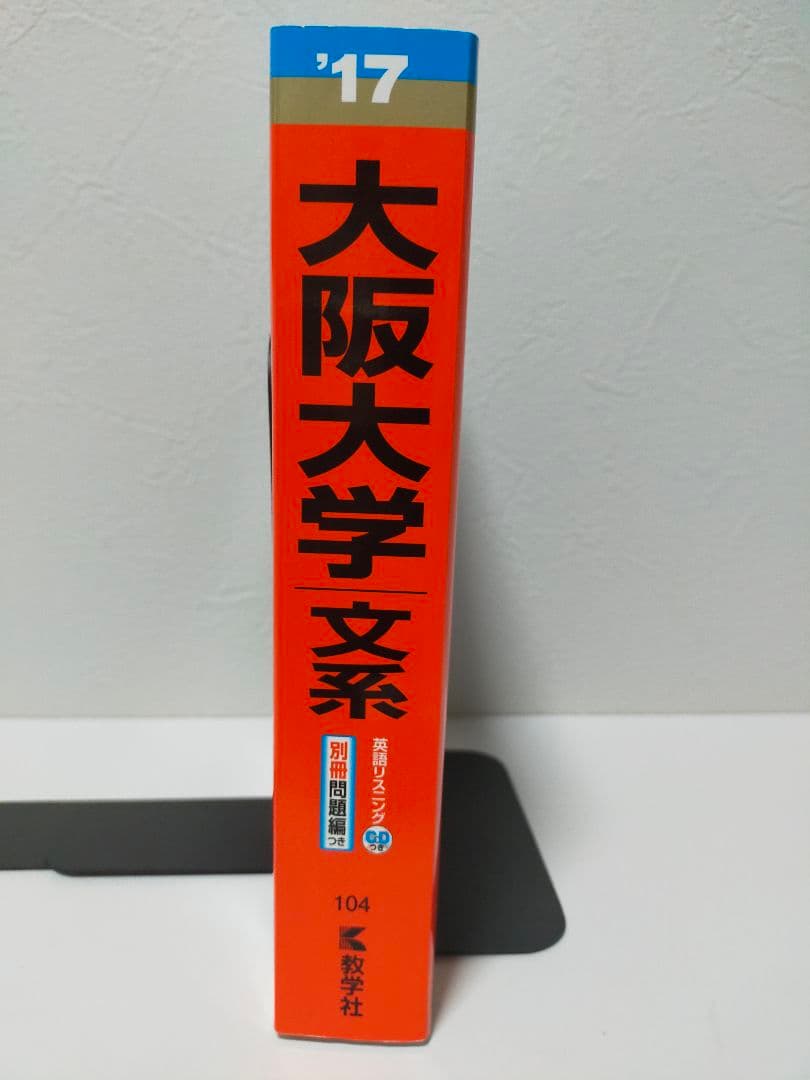 '17
大阪大学
文系
英語リスニング
CD
つき
別冊問題編つき
104
教学社